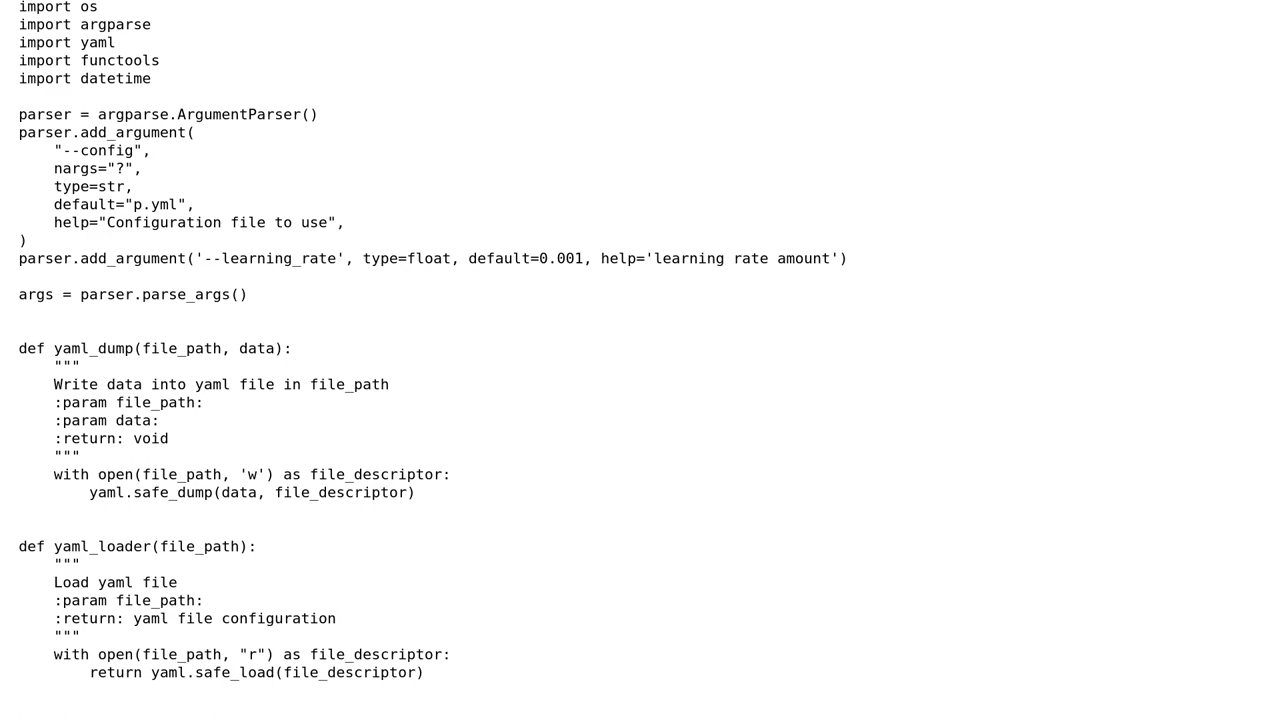 import os
import argparse
import yaml
import functools
import datetime

parser = argparse.ArgumentParser()
parser.add_argument(
    "--config",
    nargs="?",
    type=str,
    default="p.yml",
    help="Configuration file to use",
)
parser.add_argument('--learning_rate', type=float, default=0.001, help='learning rate amount')

args = parser.parse_args()


def yaml_dump(file_path, data):
    """
    Write data into yaml file in file_path
    :param file_path:
    :param data:
    :return: void
    """
    with open(file_path, 'w') as file_descriptor:
        yaml.safe_dump(data, file_descriptor)


def yaml_loader(file_path):
    """
    Load yaml file
    :param file_path:
    :return: yaml file configuration
    """
    with open(file_path, "r") as file_descriptor:
        return yaml.safe_load(file_descriptor)